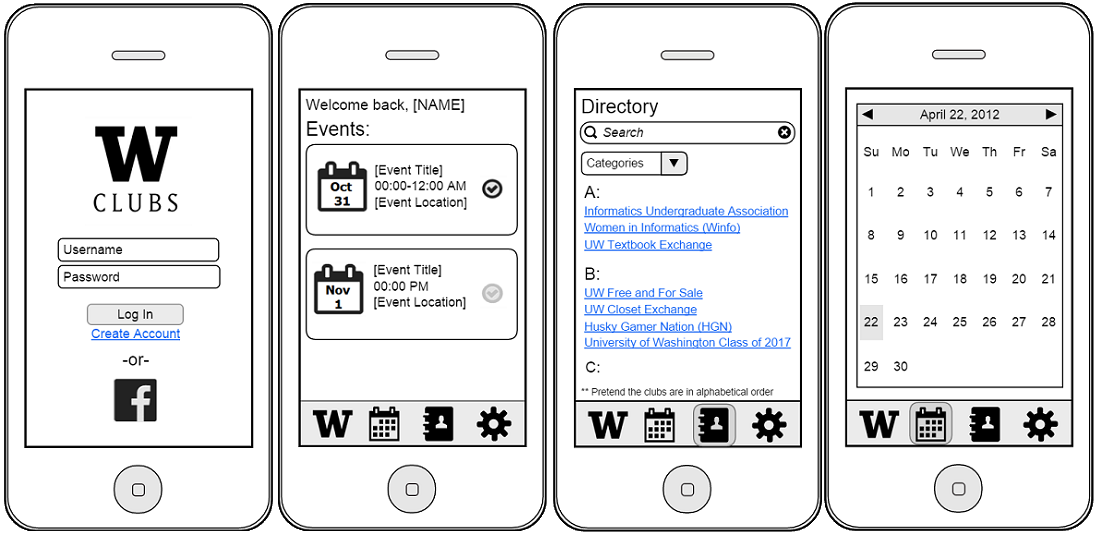 W
CLUBS
Username
Password
Log In
Create Account
-or-
f
Welcome back, [NAME]
Events:
Oct
31
[Event Title]
00:00-12:00 AM
[Event Location]
Nov
1
[Event Title]
00:00 PM
[Event Location]
W
Directory
Search
Categories
A:
Informatics Undergraduate Association
Women in Informatics (Winfo)
UW Textbook Exchange
B:
UW Free and For Sale
UW Closet Exchange
Husky Gamer Nation (HGN)
University of Washington Class of 2017
C:
** Pretend the clubs are in alphabetical order
W
April 22, 2012
Su Mo Tu We Th Fr Sa
1 2 3 4 5 6 7
8 9 10 11 12 13 14
15 16 17 18 19 20 21
22 23 24 25 26 27 28
29 30
W